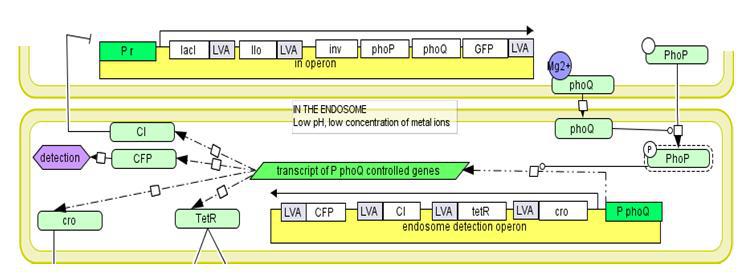 P r lacI LVA llo LVA inv phoP phoQ GFP LVA
in operon
Mg2+
phoQ
PhoP
IN THE ENDOSOME
Low pH, low concentration of metal ions
CI
phoQ
P
PhoP
detection
CFP
transcript of P phoQ controlled genes
cro
TetR
LVA CFP LVA CI LVA tetR LVA cro P phoQ
endosome detection operon